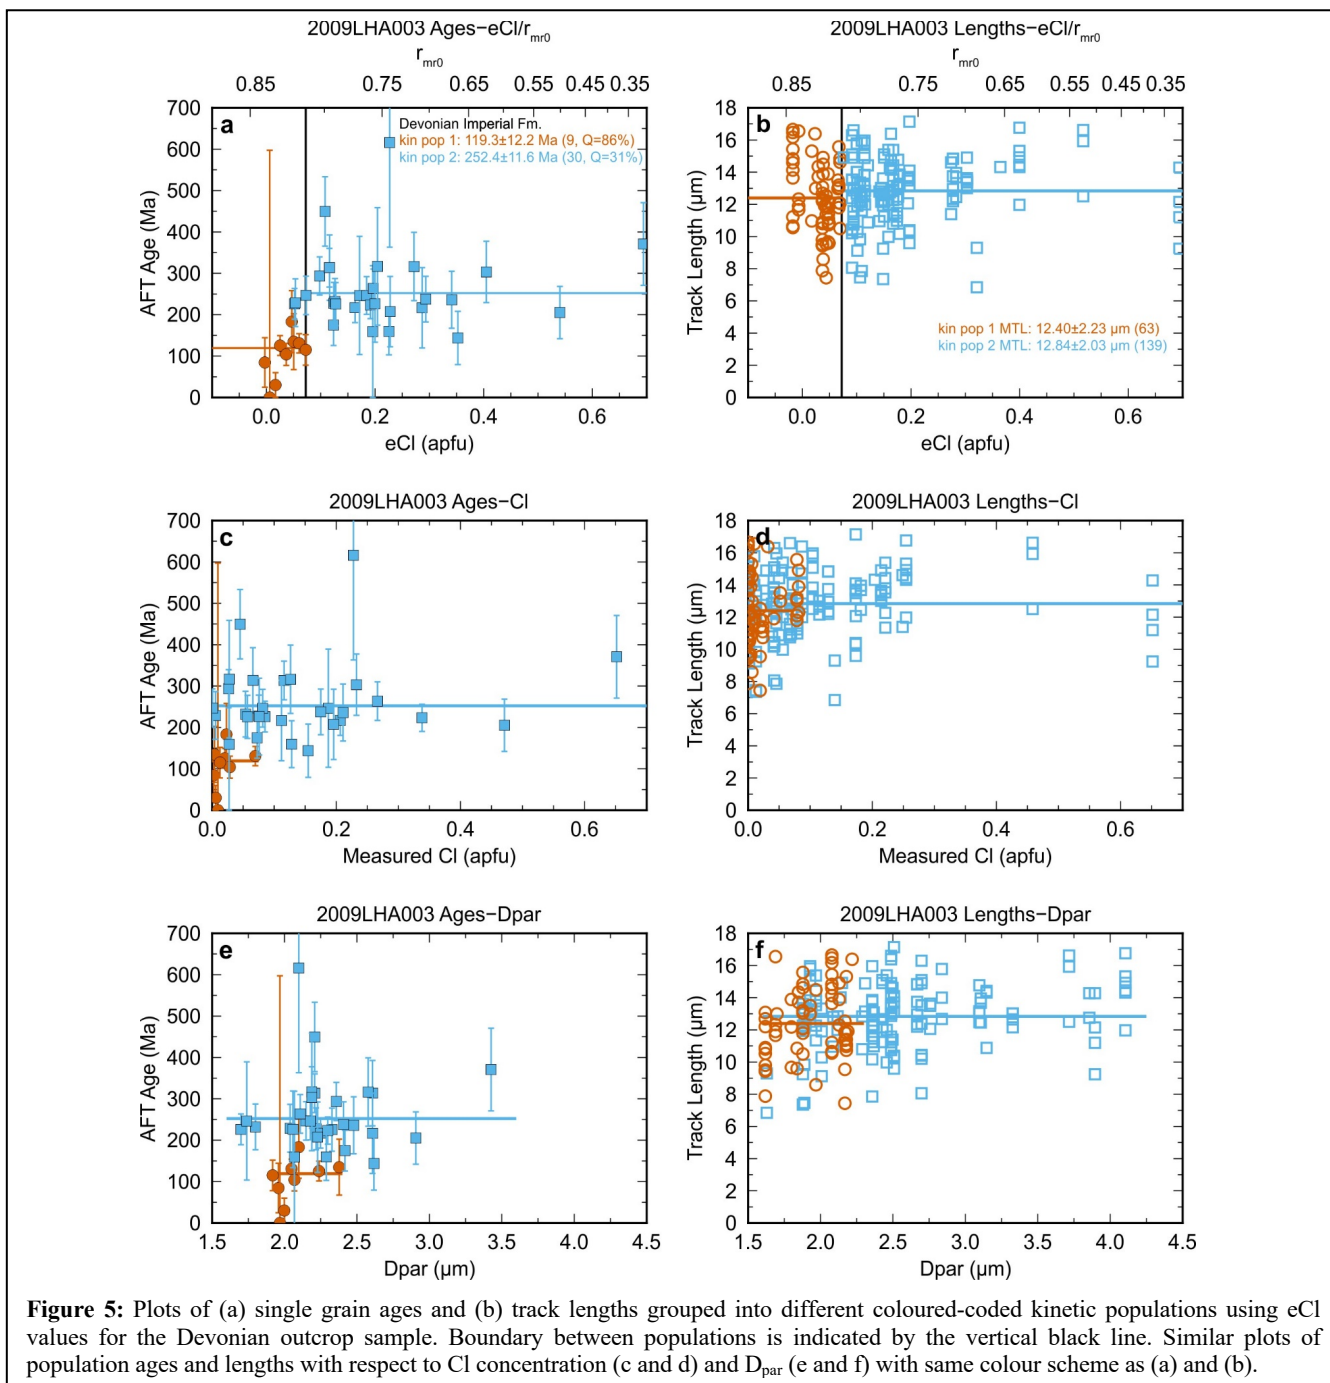 2009LHA003 Ages−eCl/rmr0
rmr0
0.85 0.75 0.65 0.55 0.45 0.35
700
600
500
400
300
200
100
0
AFT Age (Ma)
a
Devonian Imperial Fm.
kin pop 1: 119.3±12.2 Ma (9, Q=86%)
kin pop 2: 252.4±11.6 Ma (30, Q=31%)
0.0 0.2 0.4 0.6
eCl (apfu)
2009LHA003 Lengths−eCl/rmr0
rmr0
0.85 0.75 0.65 0.55 0.45 0.35
18
16
14
12
10
8
6
4
2
0
Track Length (µm)
b
kin pop 1 MTL: 12.40±2.23 µm (63)
kin pop 2 MTL: 12.84±2.03 µm (139)
0.0 0.2 0.4 0.6
eCl (apfu)
2009LHA003 Ages−Cl
700
600
500
400
300
200
100
0
AFT Age (Ma)
c
0.0 0.2 0.4 0.6
Measured Cl (apfu)
2009LHA003 Lengths−Cl
18
16
14
12
10
8
6
4
2
0
Track Length (µm)
d
0.0 0.2 0.4 0.6
Measured Cl (apfu)
2009LHA003 Ages−Dpar
700
600
500
400
300
200
100
0
AFT Age (Ma)
e
1.5 2.0 2.5 3.0 3.5 4.0 4.5
Dpar (µm)
2009LHA003 Lengths−Dpar
18
16
14
12
10
8
6
4
2
0
Track Length (µm)
f
1.5 2.0 2.5 3.0 3.5 4.0 4.5
Dpar (µm)
Figure 5: Plots of (a) single grain ages and (b) track lengths grouped into different coloured-coded kinetic populations using eCl
values for the Devonian outcrop sample. Boundary between populations is indicated by the vertical black line. Similar plots of
population ages and lengths with respect to Cl concentration (c and d) and Dpar (e and f) with same colour scheme as (a) and (b).